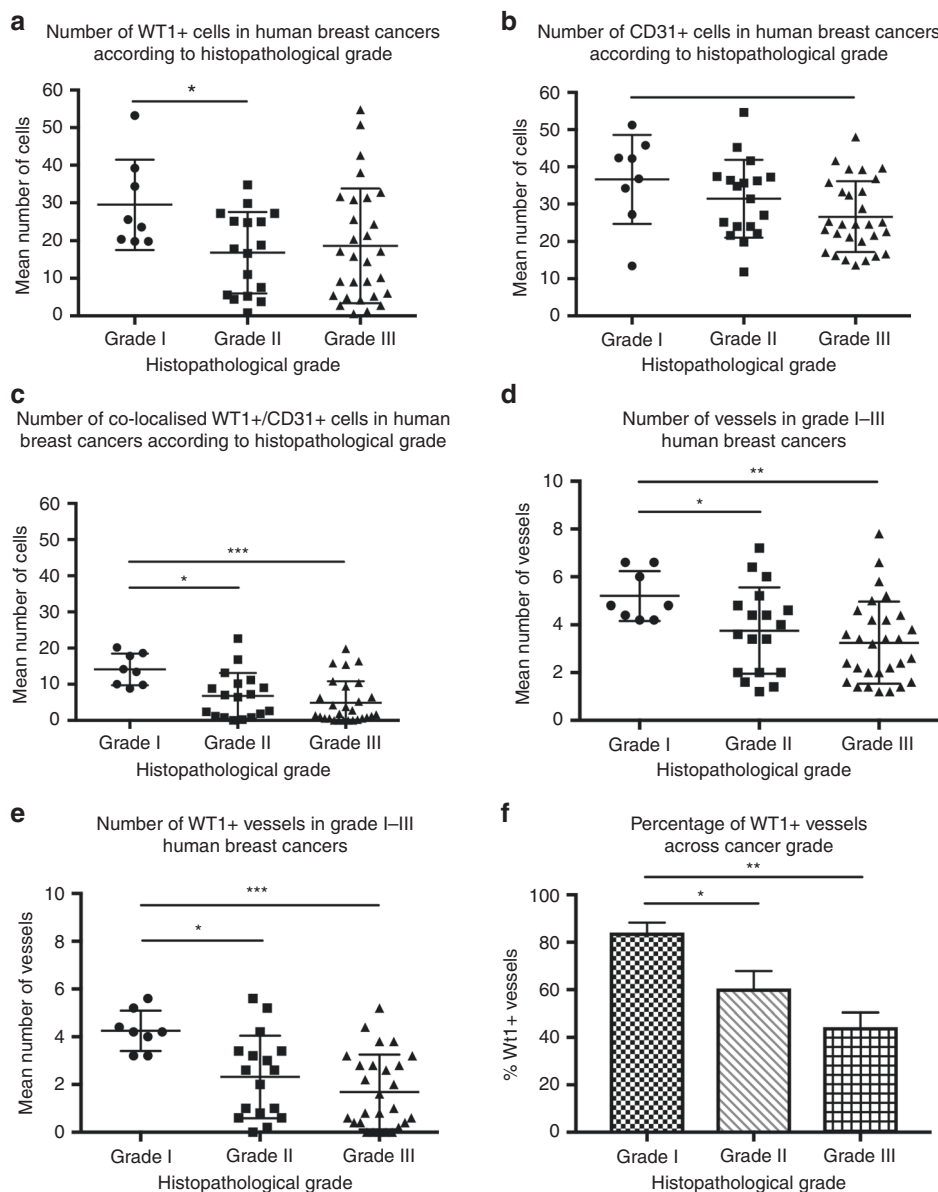 a
Number of WT1+ cells in human breast cancers
according to histopathological grade
Mean number of cells
60
50
40
30
20
10
0
*
Grade I Grade II Grade III
Histopathological grade
b
Number of CD31+ cells in human breast cancers
according to histopathological grade
Mean number of cells
60
50
40
30
20
10
0
Grade I Grade II Grade III
Histopathological grade
c
Number of co-localised WT1+/CD31+ cells in human
breast cancers according to histopathological grade
Mean number of cells
60
50
40
30
20
10
0
***
*
Grade I Grade II Grade III
Histopathological grade
d
Number of vessels in grade I–III
human breast cancers
Mean number of vessels
10
8
6
4
2
0
**
*
Grade I Grade II Grade III
Histopathological grade
e
Number of WT1+ vessels in grade I–III
human breast cancers
Mean number of vessels
10
8
6
4
2
0
***
*
Grade I Grade II Grade III
Histopathological grade
f
Percentage of WT1+ vessels
across cancer grade
% Wt1+ vessels
100
80
60
40
20
0
**
*
Grade I Grade II Grade III
Histopathological grade